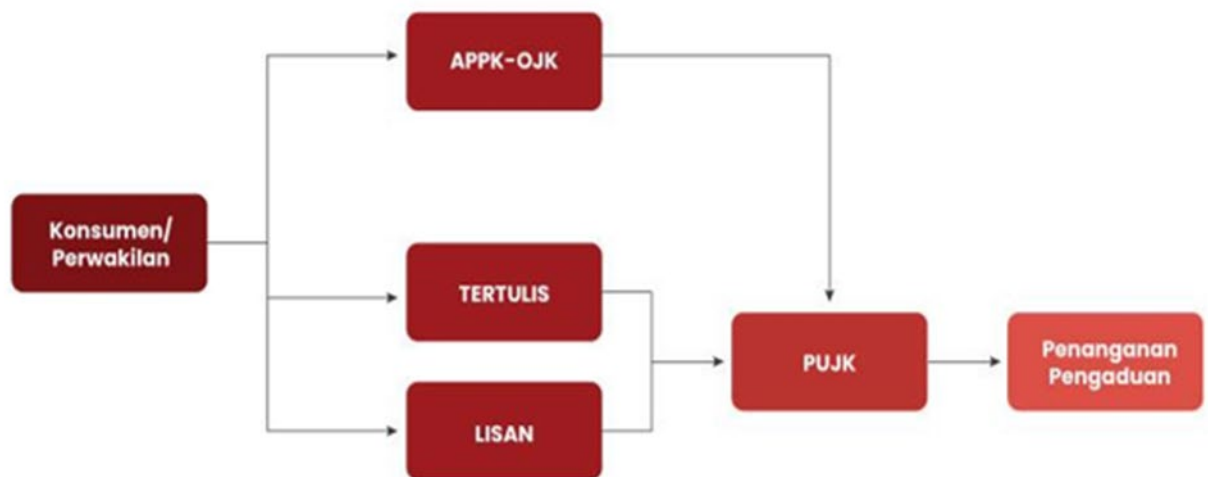 APPK-OJK
Konsumen/
Perwakilan
TERTULIS
LISAN
PUJK
Penanganan
Pengaduan